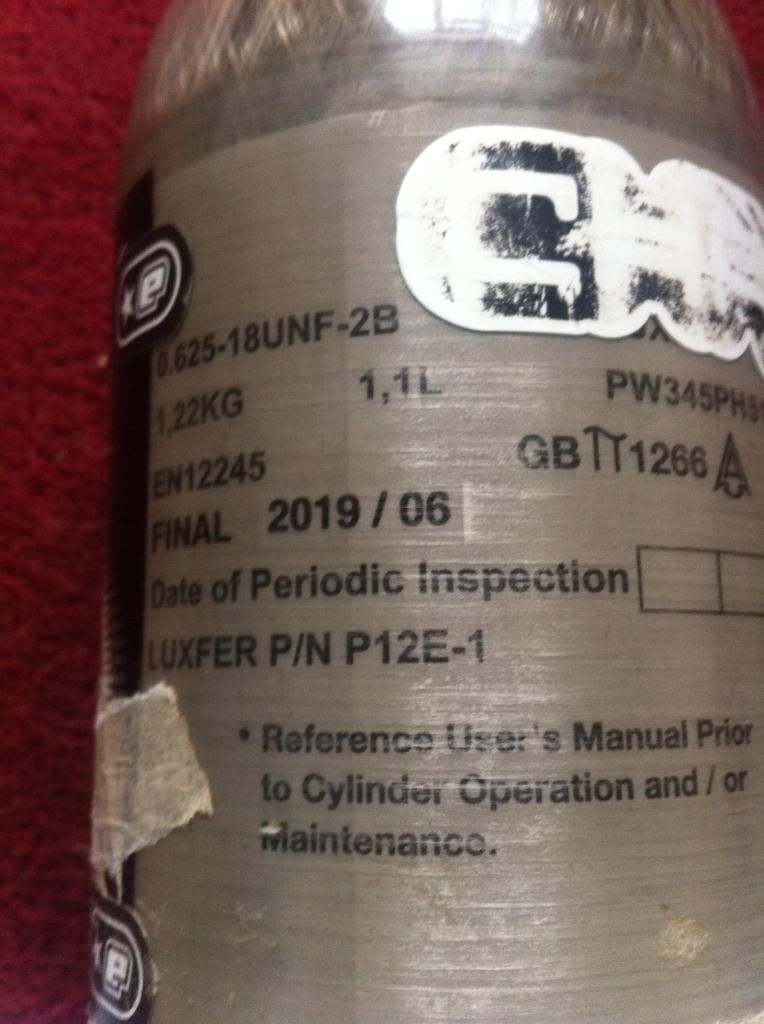 e
0.625-18UNF-2B
1,22KG 1,1L PW345PH
EN12245 GB π 1266
FINAL 2019 / 06
Date of Periodic Inspection
LUXFER P/N P12E-1
* Reference User's Manual Prior
to Cylinder Operation and / or
Maintenance.
e